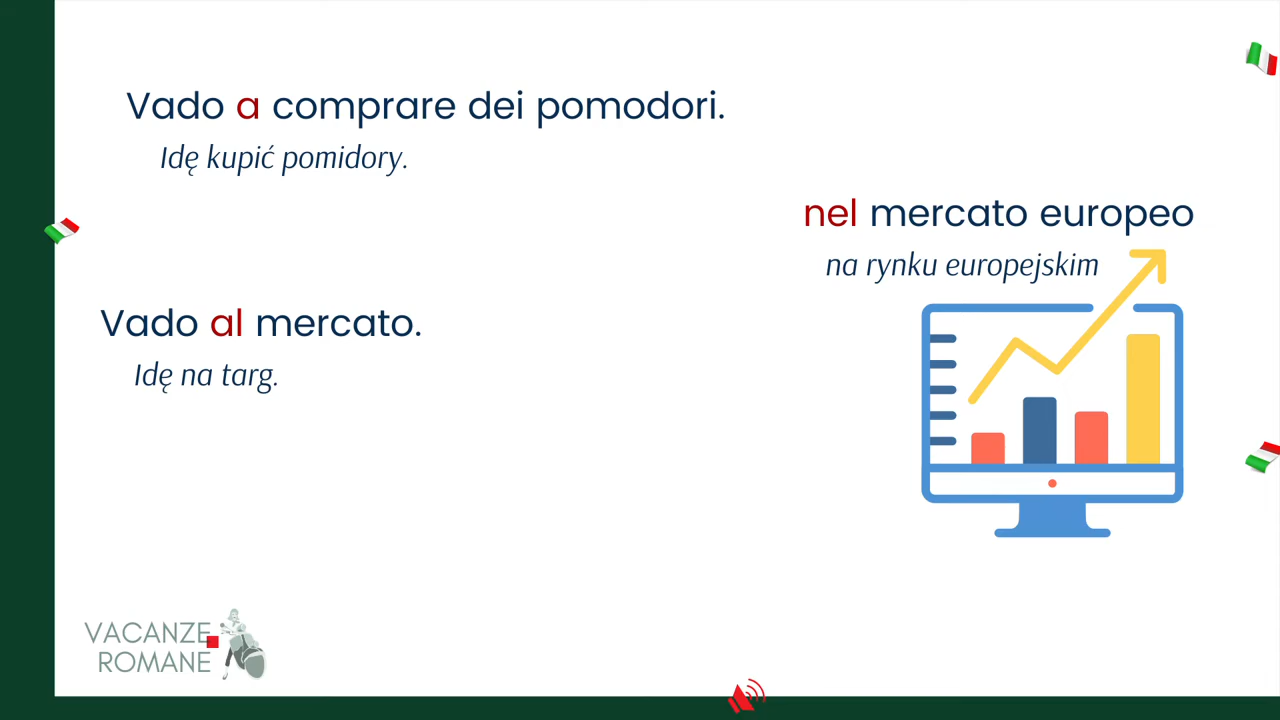 Vado a comprare dei pomodori.
Idę kupić pomidory.
nel mercato europeo
na rynku europejskim
Vado al mercato.
Idę na targ.
VACANZE
ROMANE